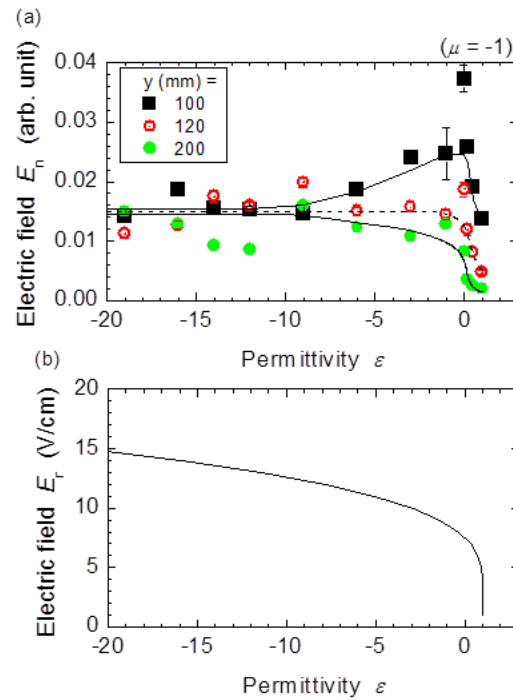 (a)
(μ = -1)
0.04
0.03
0.02
0.01
0.00
Electric field Eₙ (arb. unit)
y (mm) =
100
120
200
-20 -15 -10 -5 0
Permittivity ε
(b)
20
15
10
5
0
Electric field Eᵣ (V/cm)
-20 -15 -10 -5 0
Permittivity ε